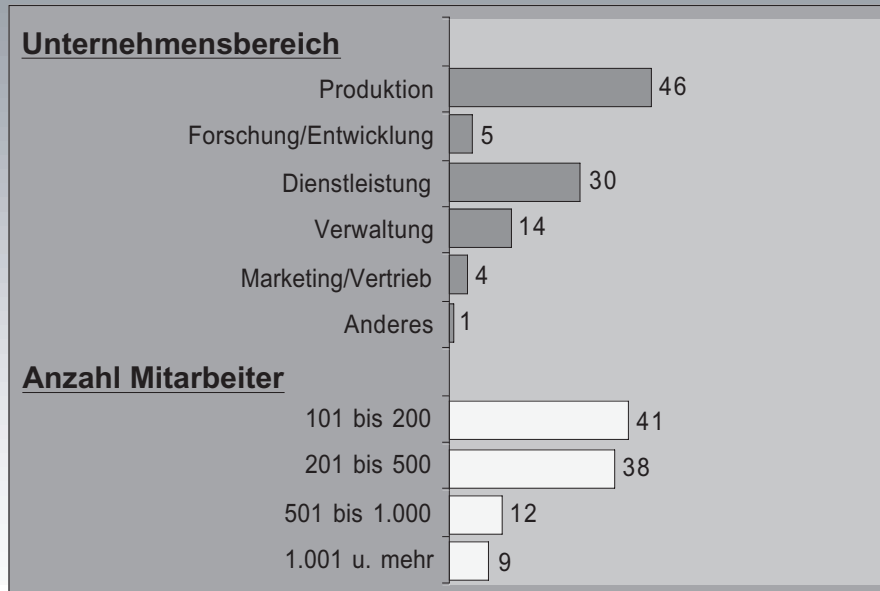 Unternehmensbereich
Produktion 46
Forschung/Entwicklung 5
Dienstleistung 30
Verwaltung 14
Marketing/Vertrieb 4
Anderes 1
Anzahl Mitarbeiter
101 bis 200 41
201 bis 500 38
501 bis 1.000 12
1.001 u. mehr 9